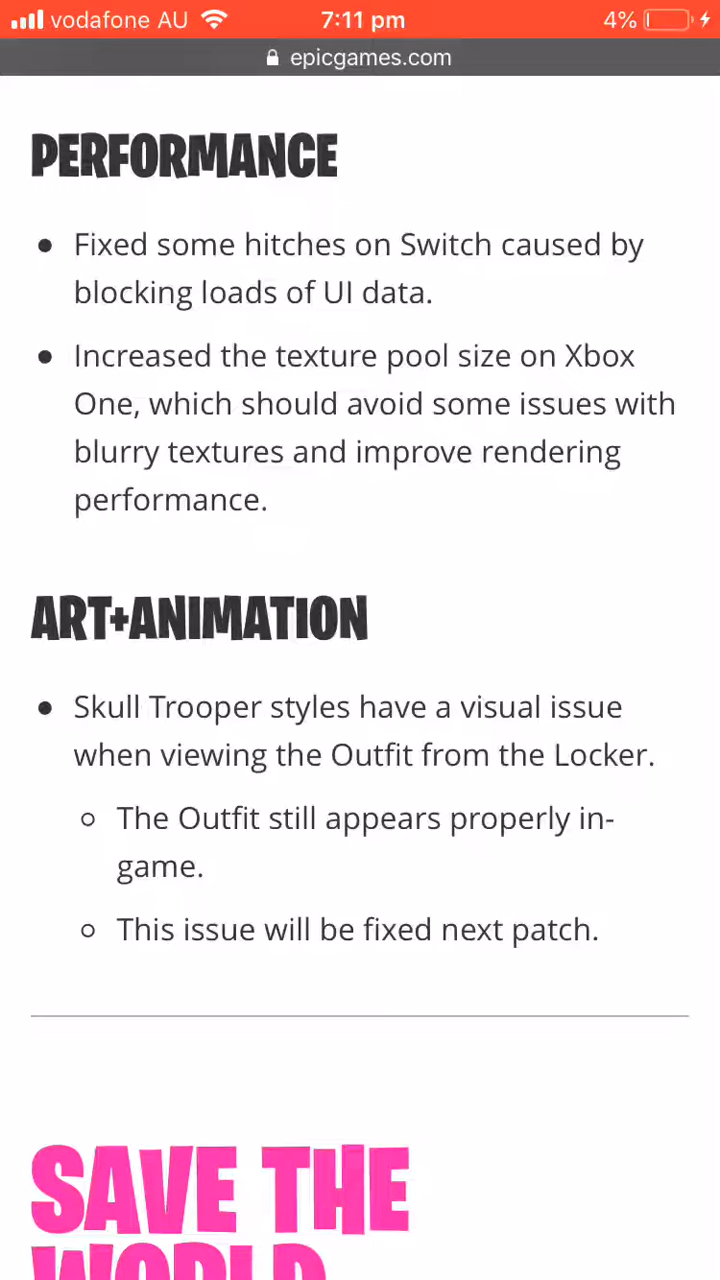 vodafone AU 7:11 pm 4%
epicgames.com
PERFORMANCE
Fixed some hitches on Switch caused by
blocking loads of UI data.
Increased the texture pool size on Xbox
One, which should avoid some issues with
blurry textures and improve rendering
performance.
ART+ANIMATION
Skull Trooper styles have a visual issue
when viewing the Outfit from the Locker.
The Outfit still appears properly in-
game.
This issue will be fixed next patch.
SAVE THE
WORLD